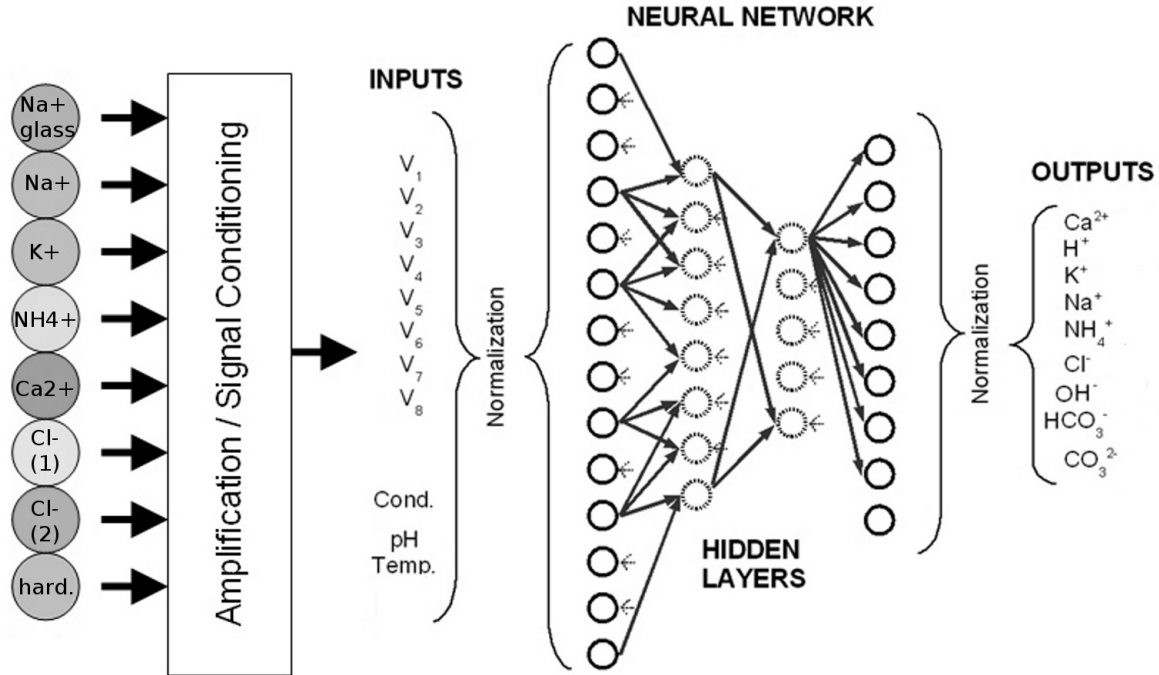 NEURAL NETWORK
Na+
glass
Na+
K+
NH4+
Ca2+
Cl-
(1)
Cl-
(2)
hard.
Amplification / Signal Conditioning
INPUTS
V₁
V₂
V₃
V₄
V₅
V₆
V₇
V₈
Cond.
pH
Temp.
Normalization
HIDDEN
LAYERS
Normalization
OUTPUTS
Ca²⁺
H⁺
K⁺
Na⁺
NH₄⁺
Cl⁻
OH⁻
HCO₃⁻
CO₃²⁻